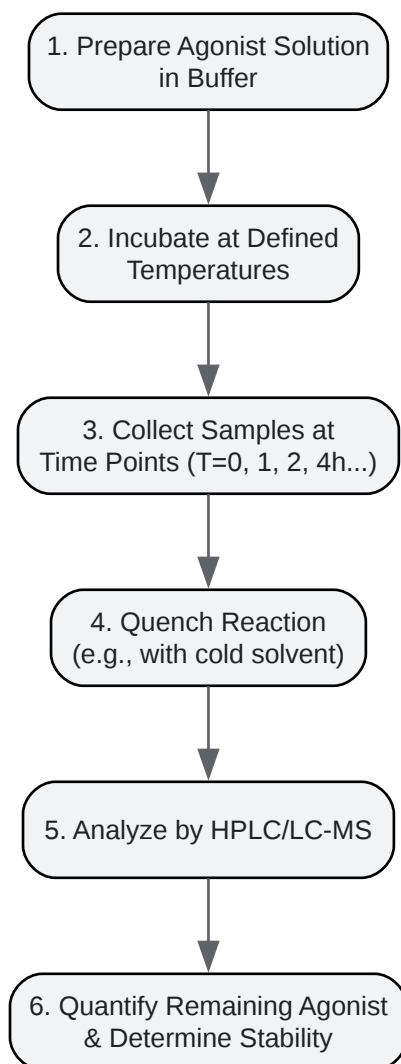 1. Prepare Agonist Solution
in Buffer
2. Incubate at Defined
Temperatures
3. Collect Samples at
Time Points (T=0, 1, 2, 4h...)
4. Quench Reaction
(e.g., with cold solvent)
5. Analyze by HPLC/LC-MS
6. Quantify Remaining Agonist
& Determine Stability